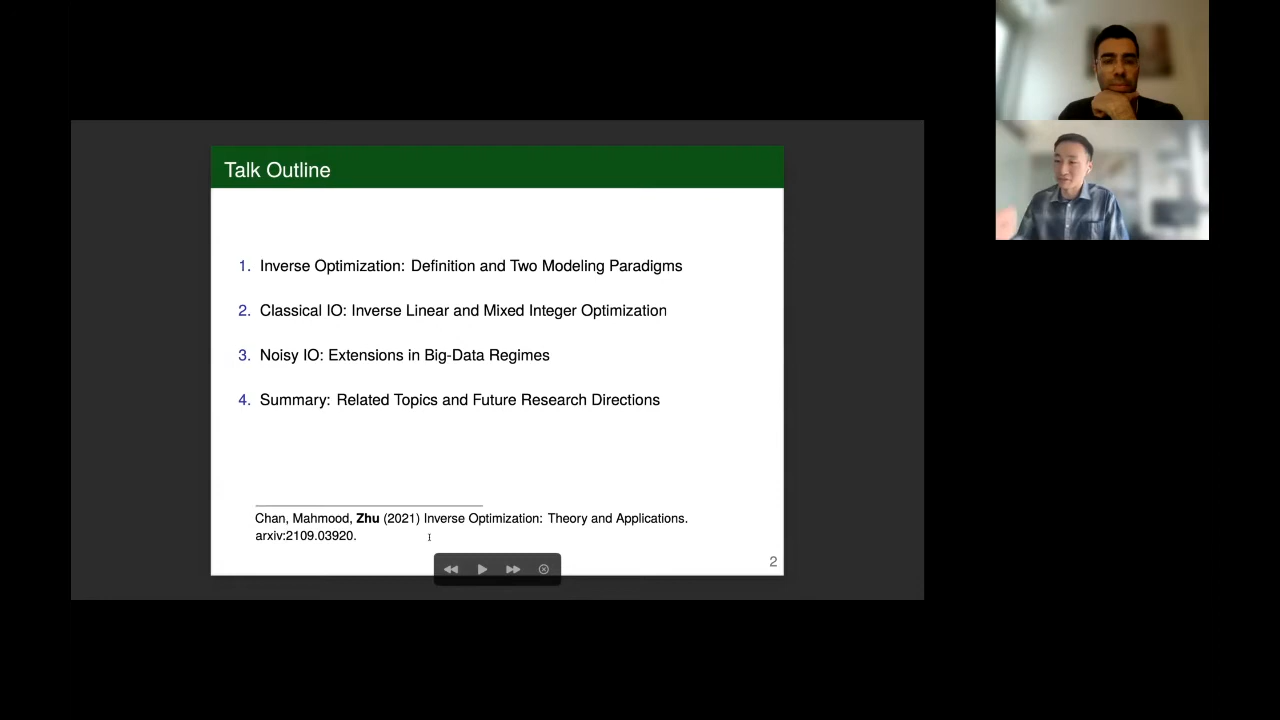 Talk Outline
1. Inverse Optimization: Definition and Two Modeling Paradigms
2. Classical IO: Inverse Linear and Mixed Integer Optimization
3. Noisy IO: Extensions in Big-Data Regimes
4. Summary: Related Topics and Future Research Directions
Chan, Mahmood, Zhu (2021) Inverse Optimization: Theory and Applications.
arxiv:2109.03920.
2